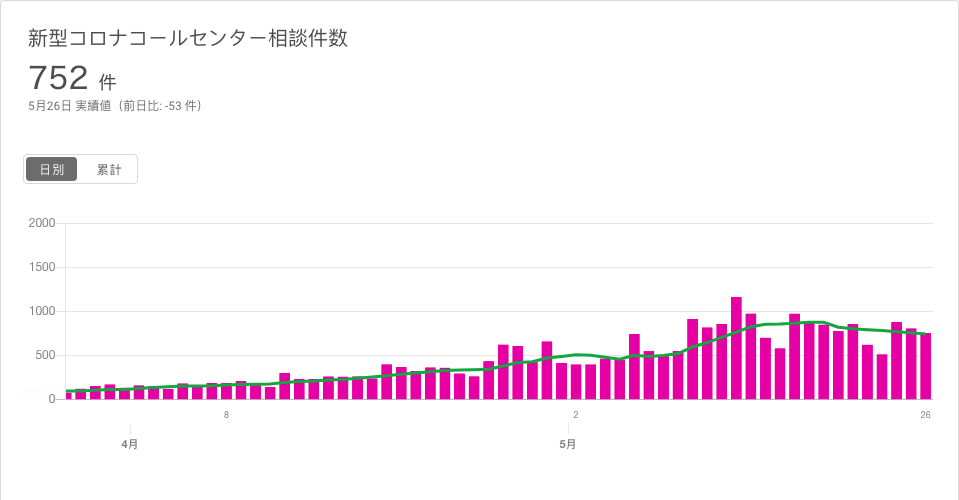 新型コロナコールセンター相談件数
752 件
5月26日 実績値（前日比: -53 件）
日別 累計
2000
1500
1000
500
0
8 2 26
4月 5月